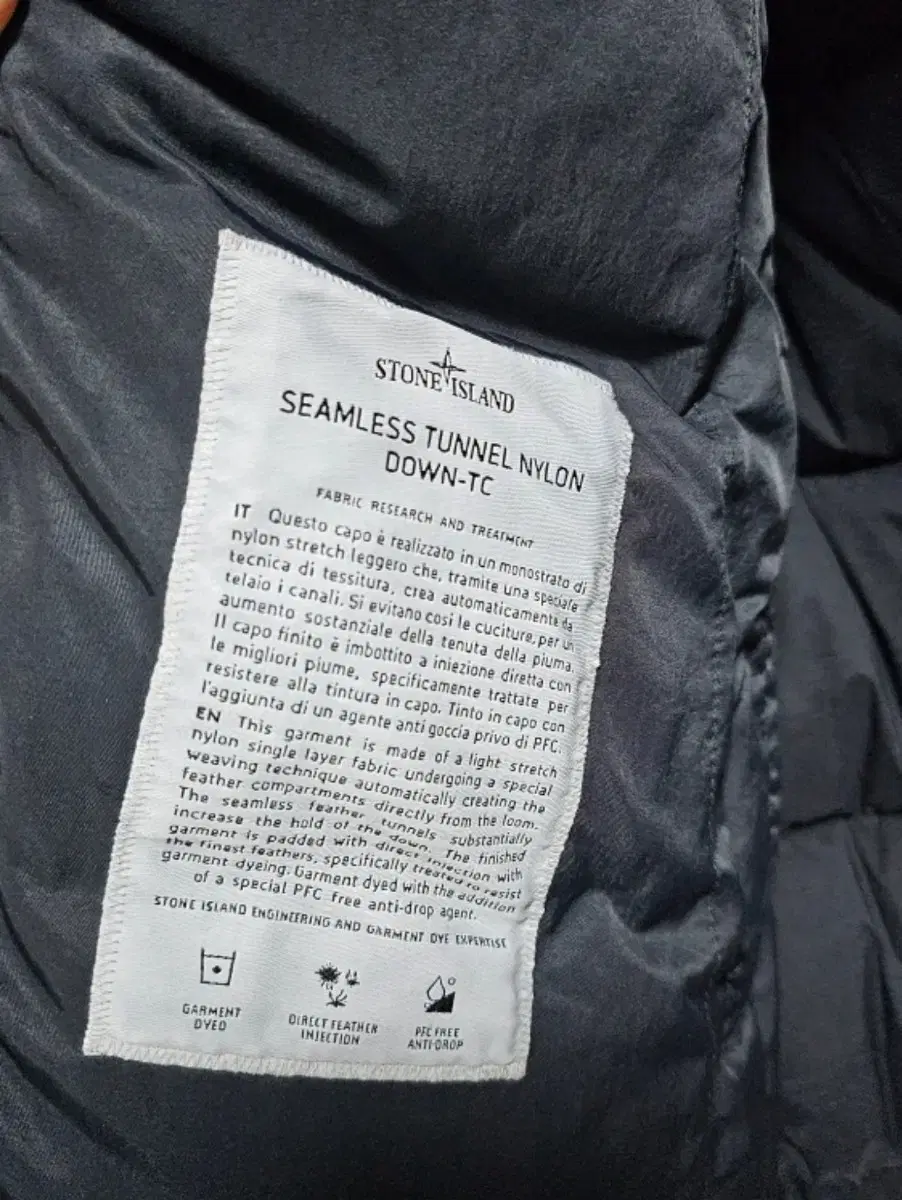 STONE ISLAND
SEAMLESS TUNNEL NYLON
DOWN-TC
FABRIC RESEARCH AND TREATMENT
IT Questo capo è realizzato in un monostrato di
nylon stretch leggero che, tramite una speciale
tecnica di tessitura, crea automaticamente da
telaio i canali. Si evitano così le cuciture, per un
aumento sostanziale della tenuta della piuma.
Il capo finito è imbottito a iniezione diretta con
le migliori piume, specificamente trattate per
resistere alla tintura in capo. Tinto in capo con
l'aggiunta di un agente anti goccia privo di PFC.
EN This garment is made of a light stretch
nylon single layer fabric undergoing a special
weaving technique automatically creating the
feather compartments directly from the loom.
The seamless feather tunnels substantially
increase the hold of the down. The finished
garment is padded with direct injection with
the finest feathers, specifically treated to resist
garment dyeing. Garment dyed with the addition
of a special PFC free anti-drop agent.
STONE ISLAND ENGINEERING AND GARMENT DYE EXPERTISE
GARMENT
DYED
DIRECT FEATHER
INJECTION
PFC FREE
ANTI-DROP